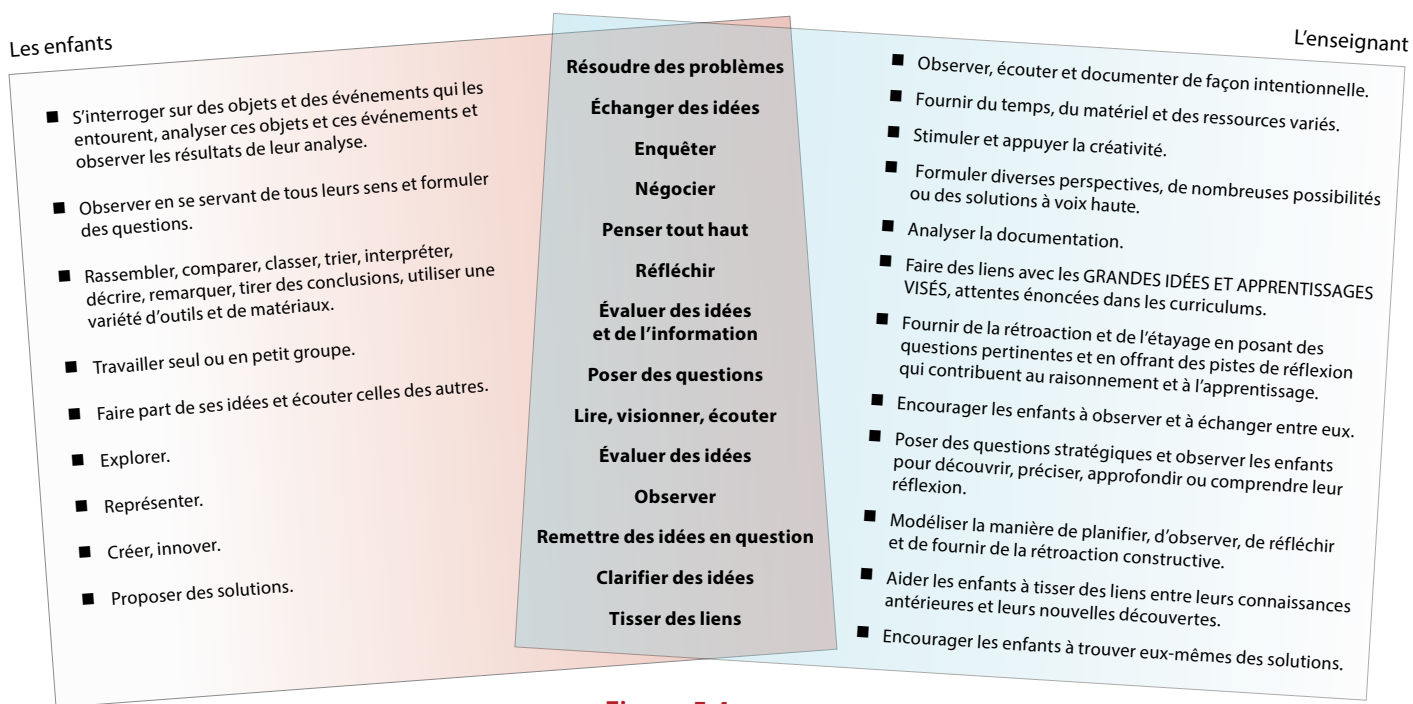 Les enfants
■ S’interroger sur des objets et des événements qui les
entourent, analyser ces objets et ces événements et
observer les résultats de leur analyse.
■ Observer en se servant de tous leurs sens et formuler
des questions.
■ Rassembler, comparer, classer, trier, interpréter,
décrire, remarquer, tirer des conclusions, utiliser une
variété d’outils et de matériaux.
■ Travailler seul ou en petit groupe.
■ Faire part de ses idées et écouter celles des autres.
■ Explorer.
■ Représenter.
■ Créer, innover.
■ Proposer des solutions.
Résoudre des problèmes
Échanger des idées
Enquêter
Négocier
Penser tout haut
Réfléchir
Évaluer des idées
et de l’information
Poser des questions
Lire, visionner, écouter
Évaluer des idées
Observer
Remettre des idées en question
Clarifier des idées
Tisser des liens
L’enseignant
■ Observer, écouter et documenter de façon intentionnelle.
■ Fournir du temps, du matériel et des ressources variés.
■ Stimuler et appuyer la créativité.
■ Formuler diverses perspectives, de nombreuses possibilités
ou des solutions à voix haute.
■ Analyser la documentation.
■ Faire des liens avec les GRANDES IDÉES ET APPRENTISSAGES
VISÉS, attentes énoncées dans les curriculums.
■ Fournir de la rétroaction et de l’étayage en posant des
questions pertinentes et en offrant des pistes de réflexion
qui contribuent au raisonnement et à l’apprentissage.
■ Encourager les enfants à observer et à échanger entre eux.
■ Poser des questions stratégiques et observer les enfants
pour découvrir, préciser, approfondir ou comprendre leur
réflexion.
■ Modéliser la manière de planifier, d’observer, de réfléchir
et de fournir de la rétroaction constructive.
■ Aider les enfants à tisser des liens entre leurs connaissances
antérieures et leurs nouvelles découvertes.
■ Encourager les enfants à trouver eux-mêmes des solutions.